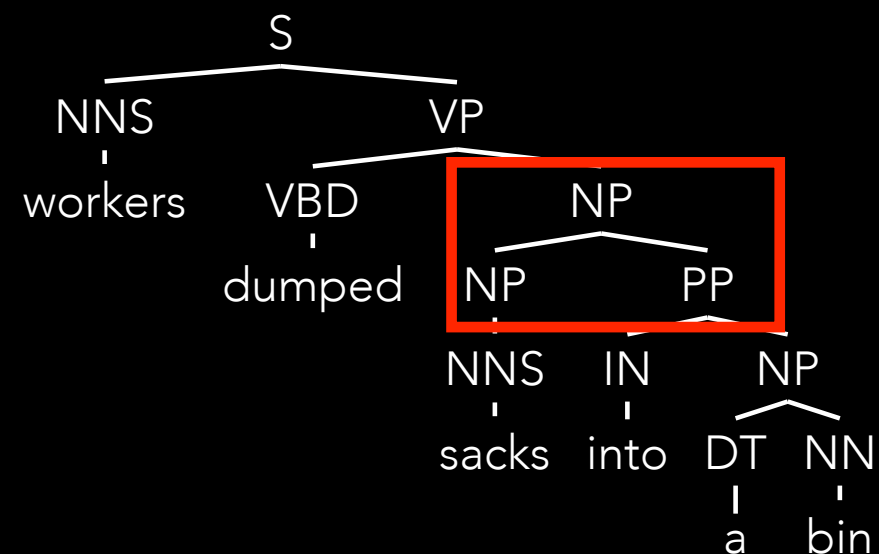 S
NNS VP
workers VBD NP
dumped NP PP
NNS IN NP
sacks into DT NN
a bin